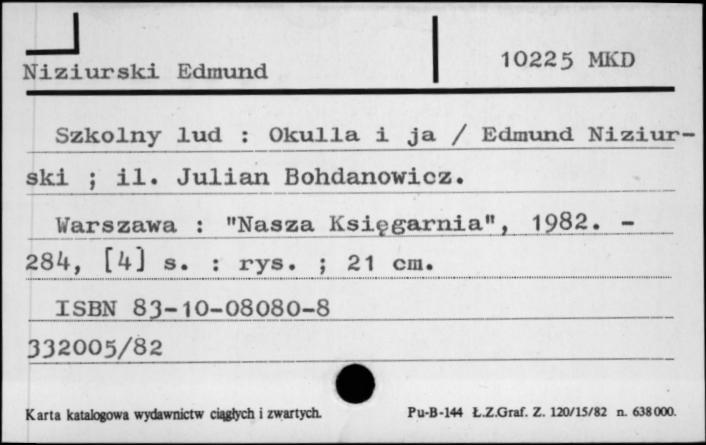 Niziurski Edmund
10225 MKD
Szkolny lud : Okulla i ja / Edmund Niziur-
ski ; il. Julian Bohdanowicz.
Warszawa : "Nasza Księgarnia", 1982. -
284, [4] s. : rys. ; 21 cm.
ISBN 83-10-08080-8
332005/82
Karta katalogowa wydawnictw ciągłych i zwartych.
Pu-B-144 Ł.Z.Graf. Z. 120/15/82 n. 638000.